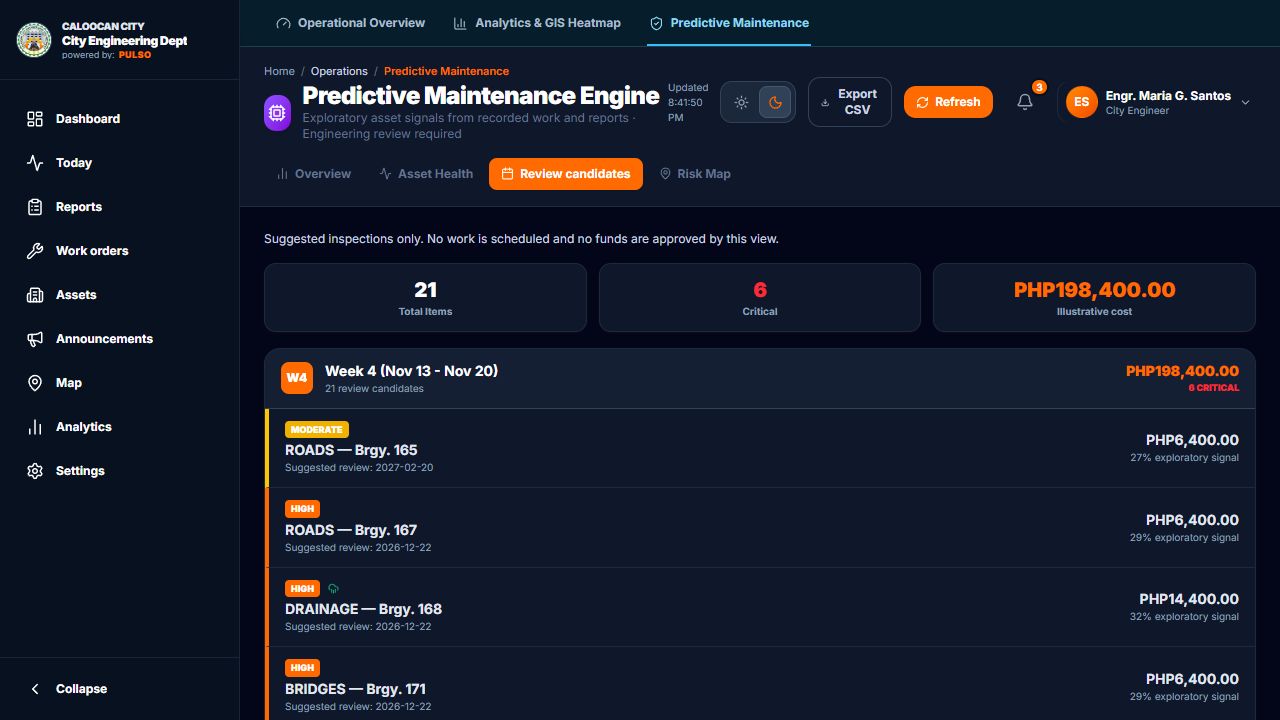 CALOOCAN CITY
City Engineering Dept
powered by: PULSO
Dashboard
Today
Reports
Work orders
Assets
Announcements
Map
Analytics
Settings
Collapse
Operational Overview
Analytics & GIS Heatmap
Predictive Maintenance
Home / Operations / Predictive Maintenance
Predictive Maintenance Engine
Exploratory asset signals from recorded work and reports ·
Engineering review required
Updated
8:41:50
PM
Export
CSV
Refresh
3
ES
Engr. Maria G. Santos
City Engineer
Overview
Asset Health
Review candidates
Risk Map
Suggested inspections only. No work is scheduled and no funds are approved by this view.
21
Total Items
6
Critical
PHP198,400.00
Illustrative cost
W4
Week 4 (Nov 13 - Nov 20)
21 review candidates
PHP198,400.00
6 CRITICAL
MODERATE
ROADS — Brgy. 165
Suggested review: 2027-02-20
PHP6,400.00
27% exploratory signal
HIGH
ROADS — Brgy. 167
Suggested review: 2026-12-22
PHP6,400.00
29% exploratory signal
HIGH
DRAINAGE — Brgy. 168
Suggested review: 2026-12-22
PHP14,400.00
32% exploratory signal
HIGH
BRIDGES — Brgy. 171
Suggested review: 2026-12-22
PHP6,400.00
29% exploratory signal